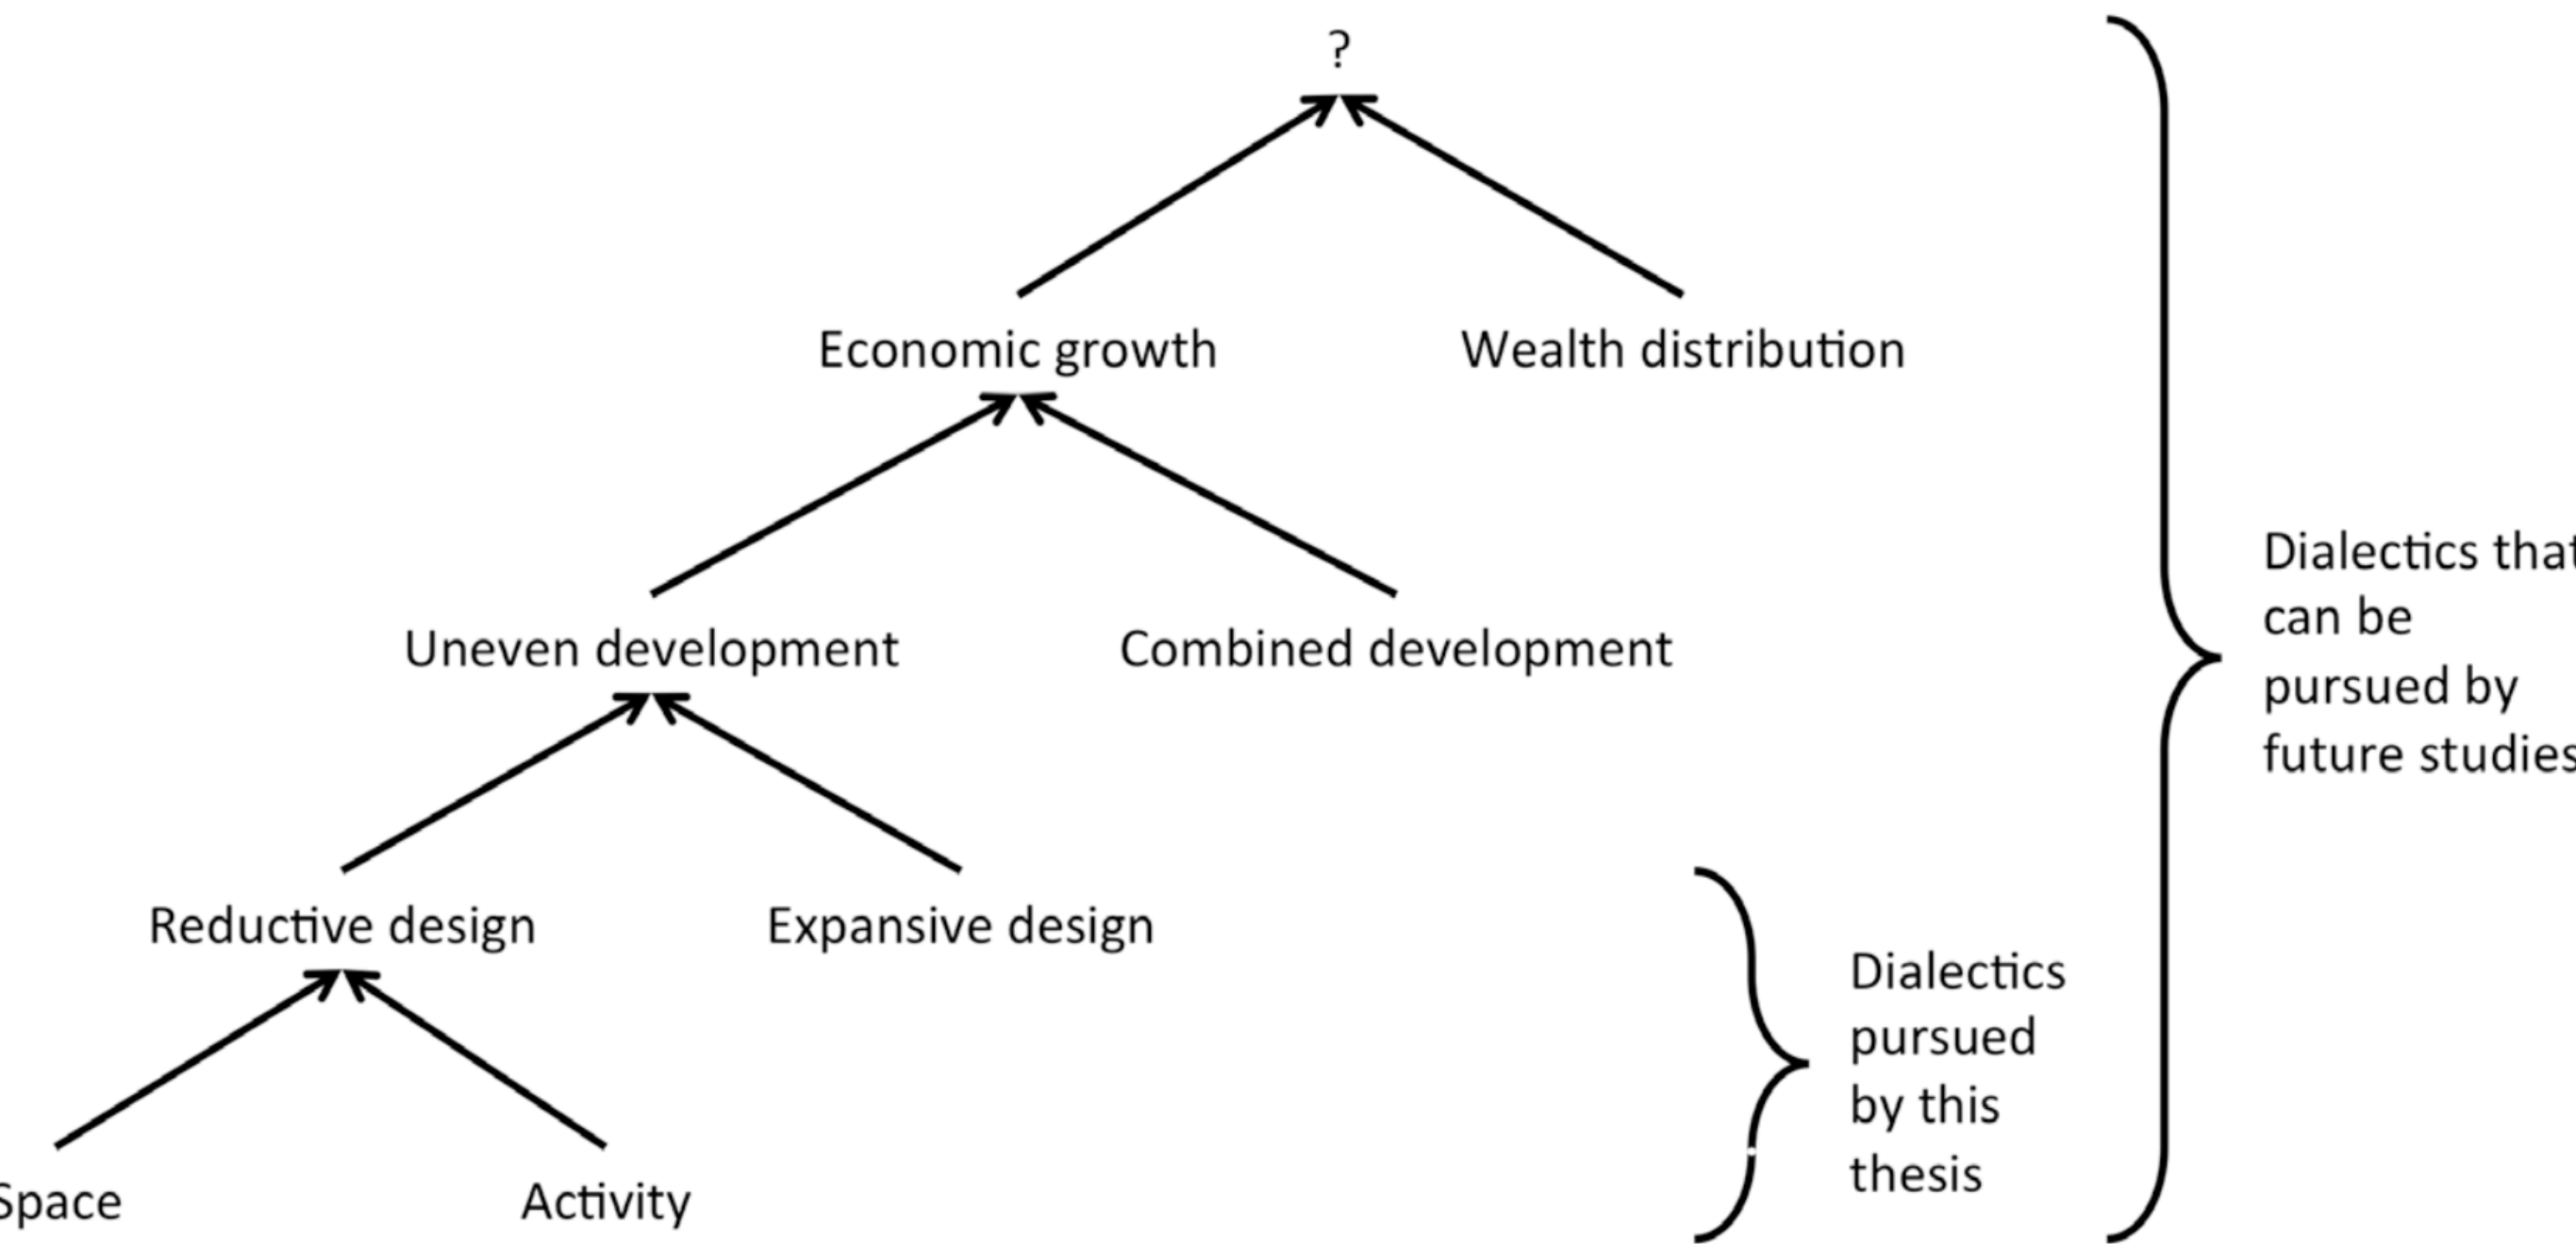 ?
Economic growth
Wealth distribution
Uneven development
Combined development
Reductive design
Expansive design
Space
Activity
Dialectics
pursued
by this
thesis
Dialectics that
can be
pursued by
future studies